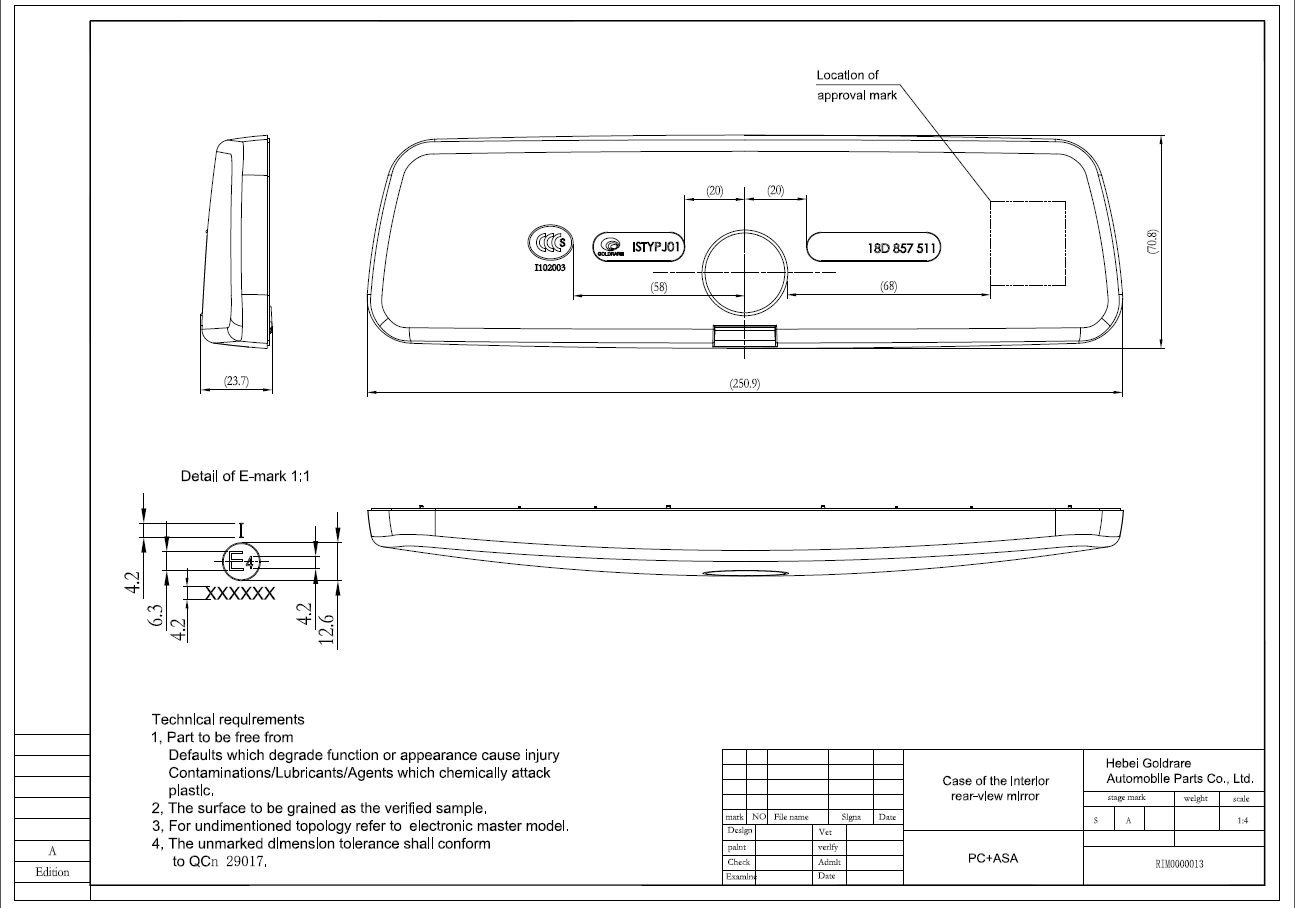 Location of
approval mark
(20)
(20)
S
I102003
GOLDRARE
ISTYPJ01
18D 857 511
(58)
(68)
(70.8)
(23.7)
(250.9)
Detail of E-mark 1:1
I
E4
XXXXXX
4.2
6.3
4.2
4.2
12.6
Technical requirements
1, Part to be free from
Defaults which degrade function or appearance cause injury
Contaminations/Lubricants/Agents which chemically attack
plastic.
2, The surface to be grained as the verified sample.
3, For undimentioned topology refer to electronic master model.
4, The unmarked dimension tolerance shall conform
to QCn 29017.
A
Edition
mark NO File name Signa Date
Design Vet
paint verify
Check Admit
Examine Date
Case of the Interior
rear-view mirror
PC+ASA
Hebei Goldrare
Automobile Parts Co., Ltd.
stage mark weight scale
S A 1:4
RIM0000013